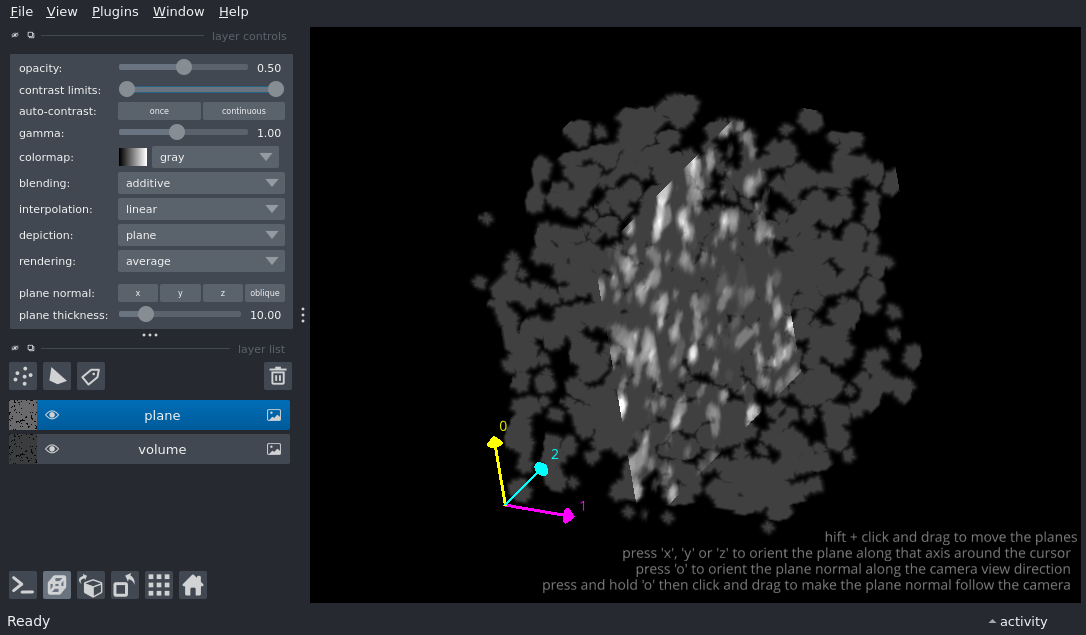 File View Plugins Window Help
layer controls
opacity: 0.50
contrast limits:
auto-contrast: once continuous
gamma: 1.00
colormap: gray
blending: additive
interpolation: linear
depiction: plane
rendering: average
plane normal: x y z oblique
plane thickness: 10.00
layer list
plane
volume
0
2
1
hift + click and drag to move the planes
press 'x', 'y' or 'z' to orient the plane along that axis around the cursor
press 'o' to orient the plane normal along the camera view direction
press and hold 'o' then click and drag to make the plane normal follow the camera
Ready activity